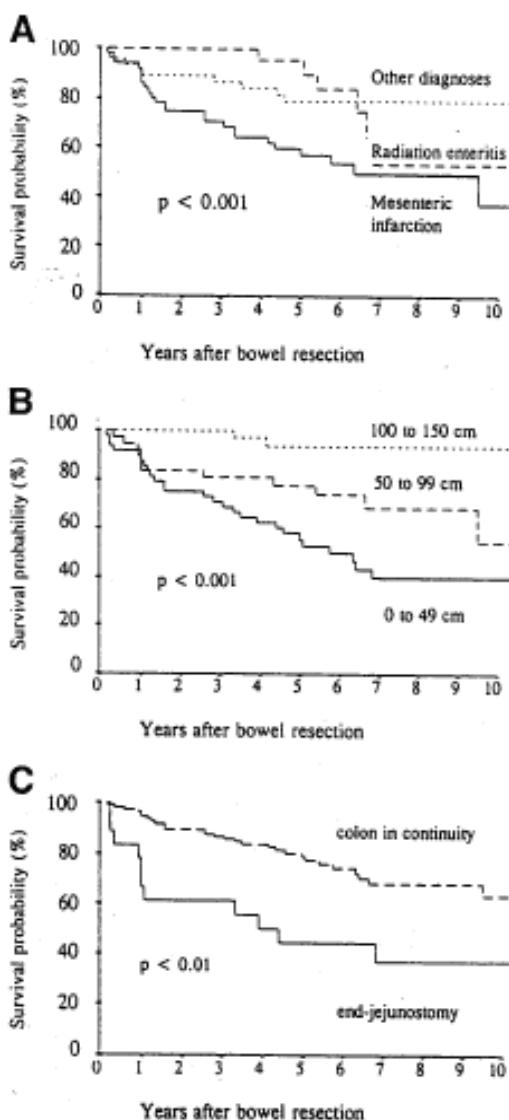 A
Survival probability (%)
100
80
60
40
20
0
Other diagnoses
Radiation enteritis
Mesenteric
infarction
p < 0.001
0 1 2 3 4 5 6 7 8 9 10
Years after bowel resection
B
Survival probability (%)
100
80
60
40
20
0
100 to 150 cm
50 to 99 cm
p < 0.001
0 to 49 cm
0 1 2 3 4 5 6 7 8 9 10
Years after bowel resection
C
Survival probability (%)
100
80
60
40
20
0
colon in continuity
p < 0.01
end-jejunostomy
0 1 2 3 4 5 6 7 8 9 10
Years after bowel resection